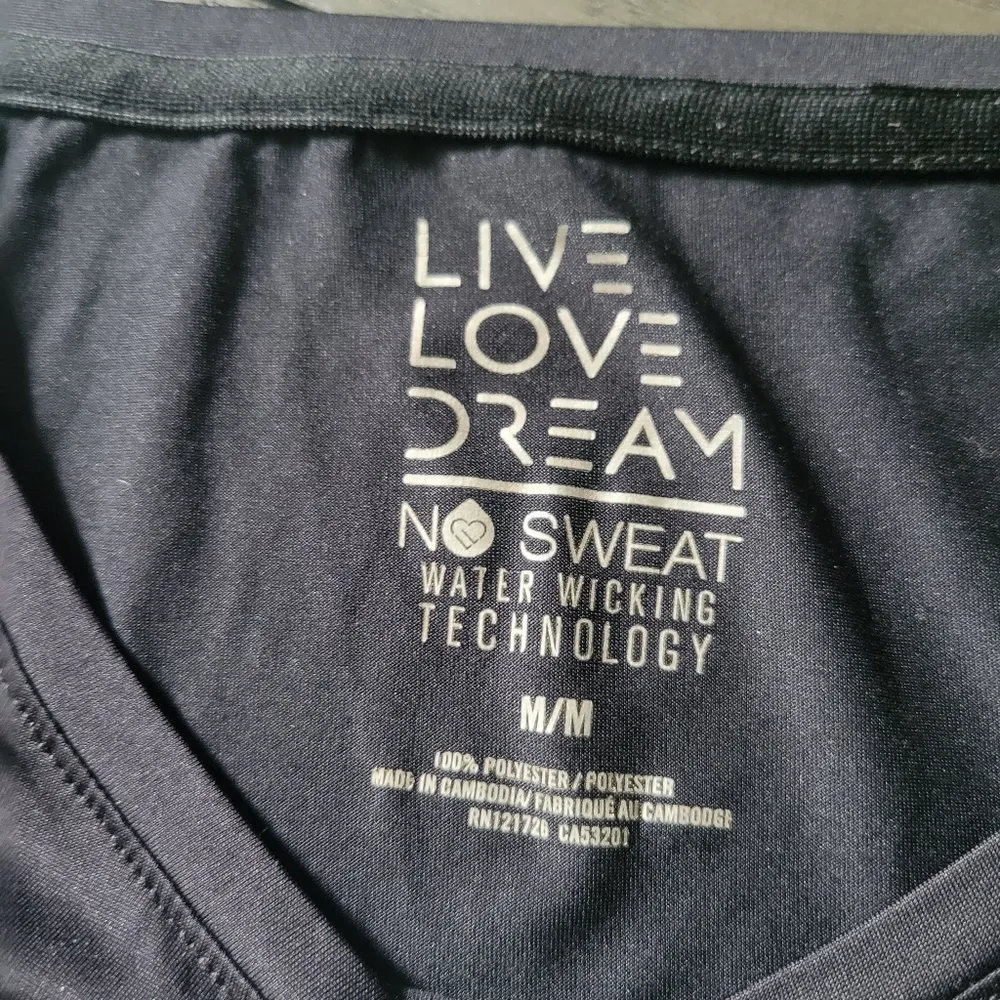 LIVE
LOVE
DREAM
NO SWEAT
WATER WICKING
TECHNOLOGY
M/M
100% POLYESTER / POLYESTER
MADE IN CAMBODIA/ FABRIQUÉ AU CAMBODGE
RN121726 CA53201